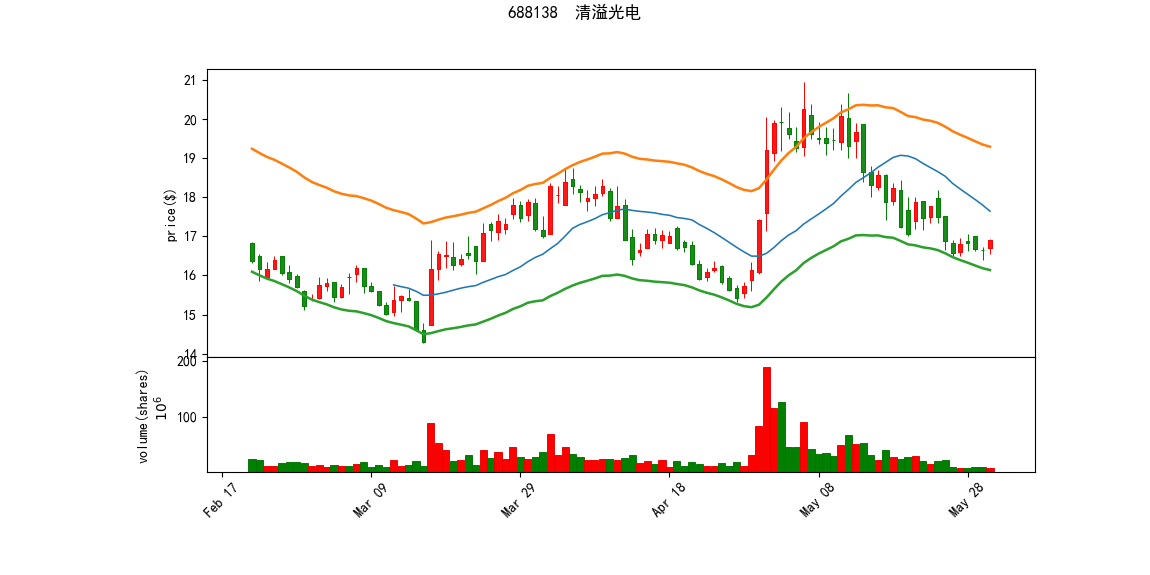 688138 清溢光电
21
20
19
18
17
16
15
14
price($)
200
100
volume(shares)
10^6
Feb 17
Mar 09
Mar 29
Apr 18
May 08
May 28